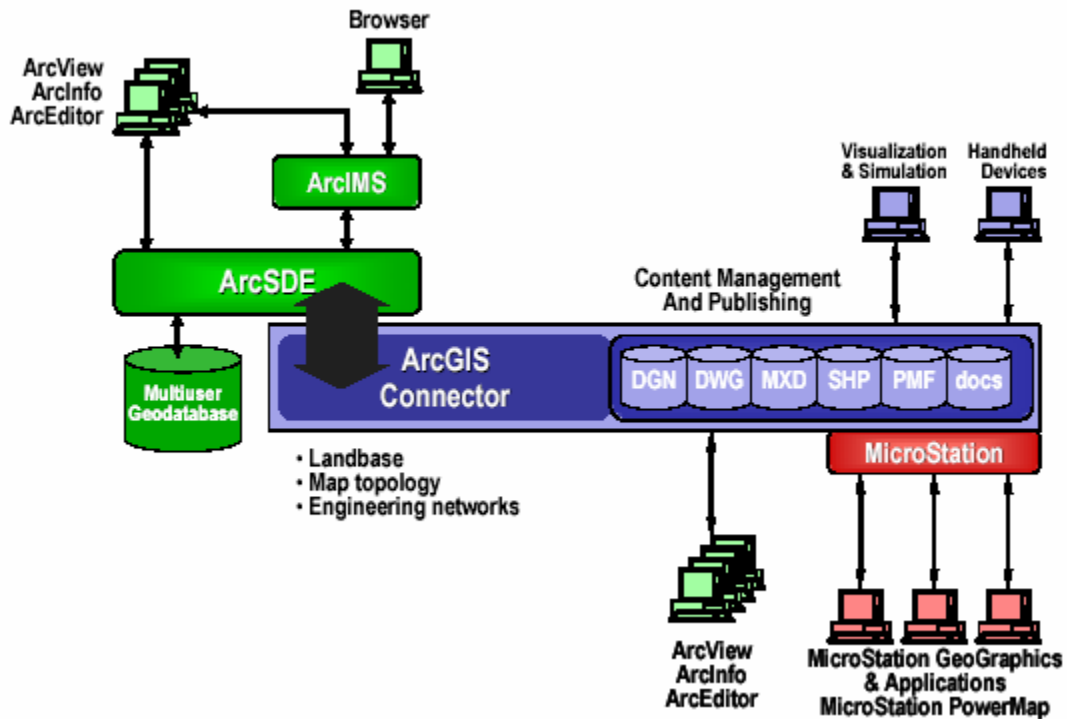 Browser
ArcView
ArcInfo
ArcEditor
ArcIMS
Visualization
& Simulation
Handheld
Devices
ArcSDE
Content Management
And Publishing
Multiuser
Geodatabase
ArcGIS
Connector
DGN
DWG
MXD
SHP
PMF
docs
MicroStation
• Landbase
• Map topology
• Engineering networks
ArcView
ArcInfo
ArcEditor
MicroStation GeoGraphics
& Applications
MicroStation PowerMap